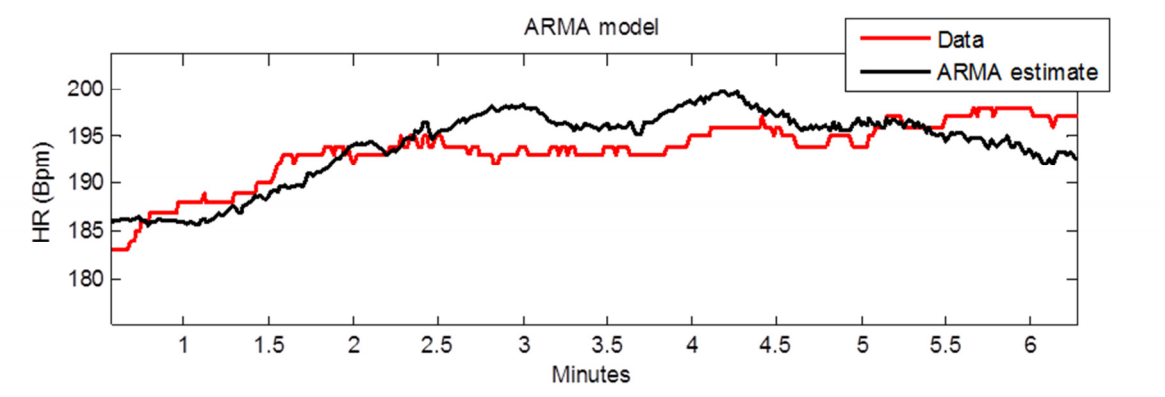 ARMA model
Data
ARMA estimate
HR (Bpm)
200
195
190
185
180
1 1.5 2 2.5 3 3.5 4 4.5 5 5.5 6
Minutes